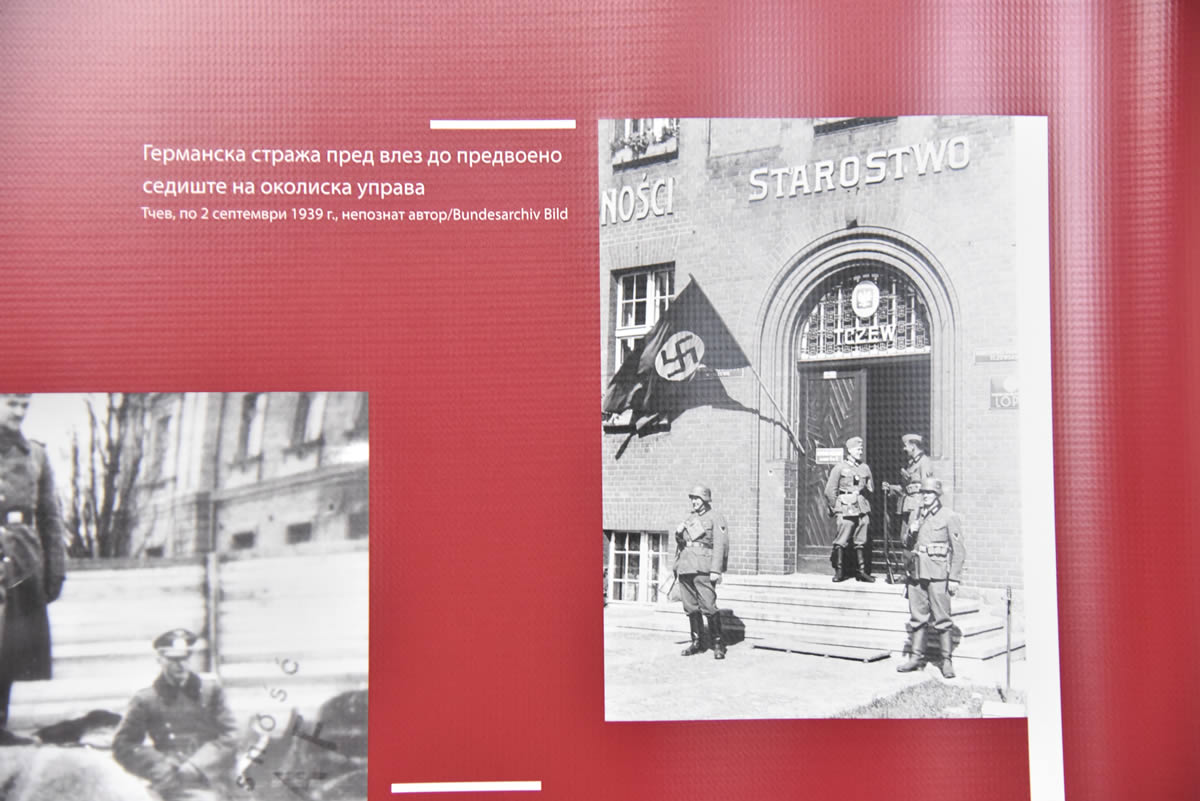 Германска стража пред влез до предвоено
седиште на околиска управа
Тчев, по 2 септември 1939 г., непознат автор/Bundesarchiv Bild
NOŚCI
STAROSTWO
TCZEW
ŚNOŚĆ